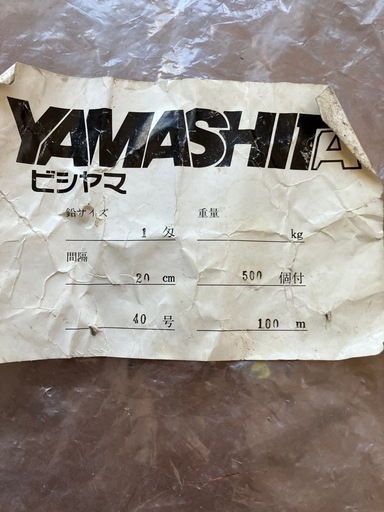 YAMASHITA
ビシヤマ
鉛サイズ 重量
1 匁 kg
間隔
20 cm 500 個付
40 号 100 m